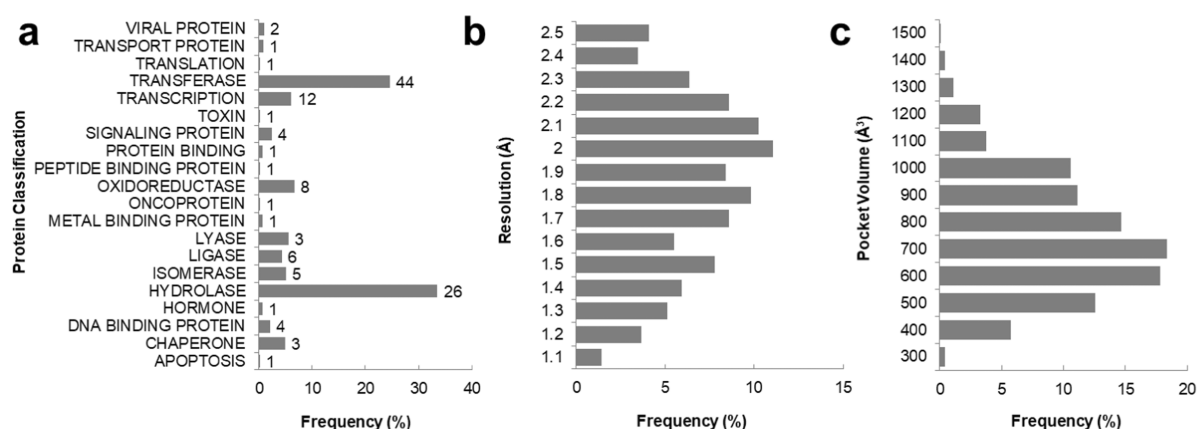 a
Protein Classification
VIRAL PROTEIN 2
TRANSPORT PROTEIN 1
TRANSLATION 1
TRANSFERASE 44
TRANSCRIPTION 12
TOXIN 1
SIGNALING PROTEIN 4
PROTEIN BINDING 1
PEPTIDE BINDING PROTEIN 1
OXIDOREDUCTASE 8
ONCOPROTEIN 1
METAL BINDING PROTEIN 1
LYASE 3
LIGASE 6
ISOMERASE 5
HYDROLASE 26
HORMONE 1
DNA BINDING PROTEIN 4
CHAPERONE 3
APOPTOSIS 1
0 10 20 30 40
Frequency (%)
b
Resolution (Å)
2.5
2.4
2.3
2.2
2.1
2
1.9
1.8
1.7
1.6
1.5
1.4
1.3
1.2
1.1
0 5 10 15
Frequency (%)
c
Pocket Volume (Å³)
1500
1400
1300
1200
1100
1000
900
800
700
600
500
400
300
0 5 10 15 20
Frequency (%)